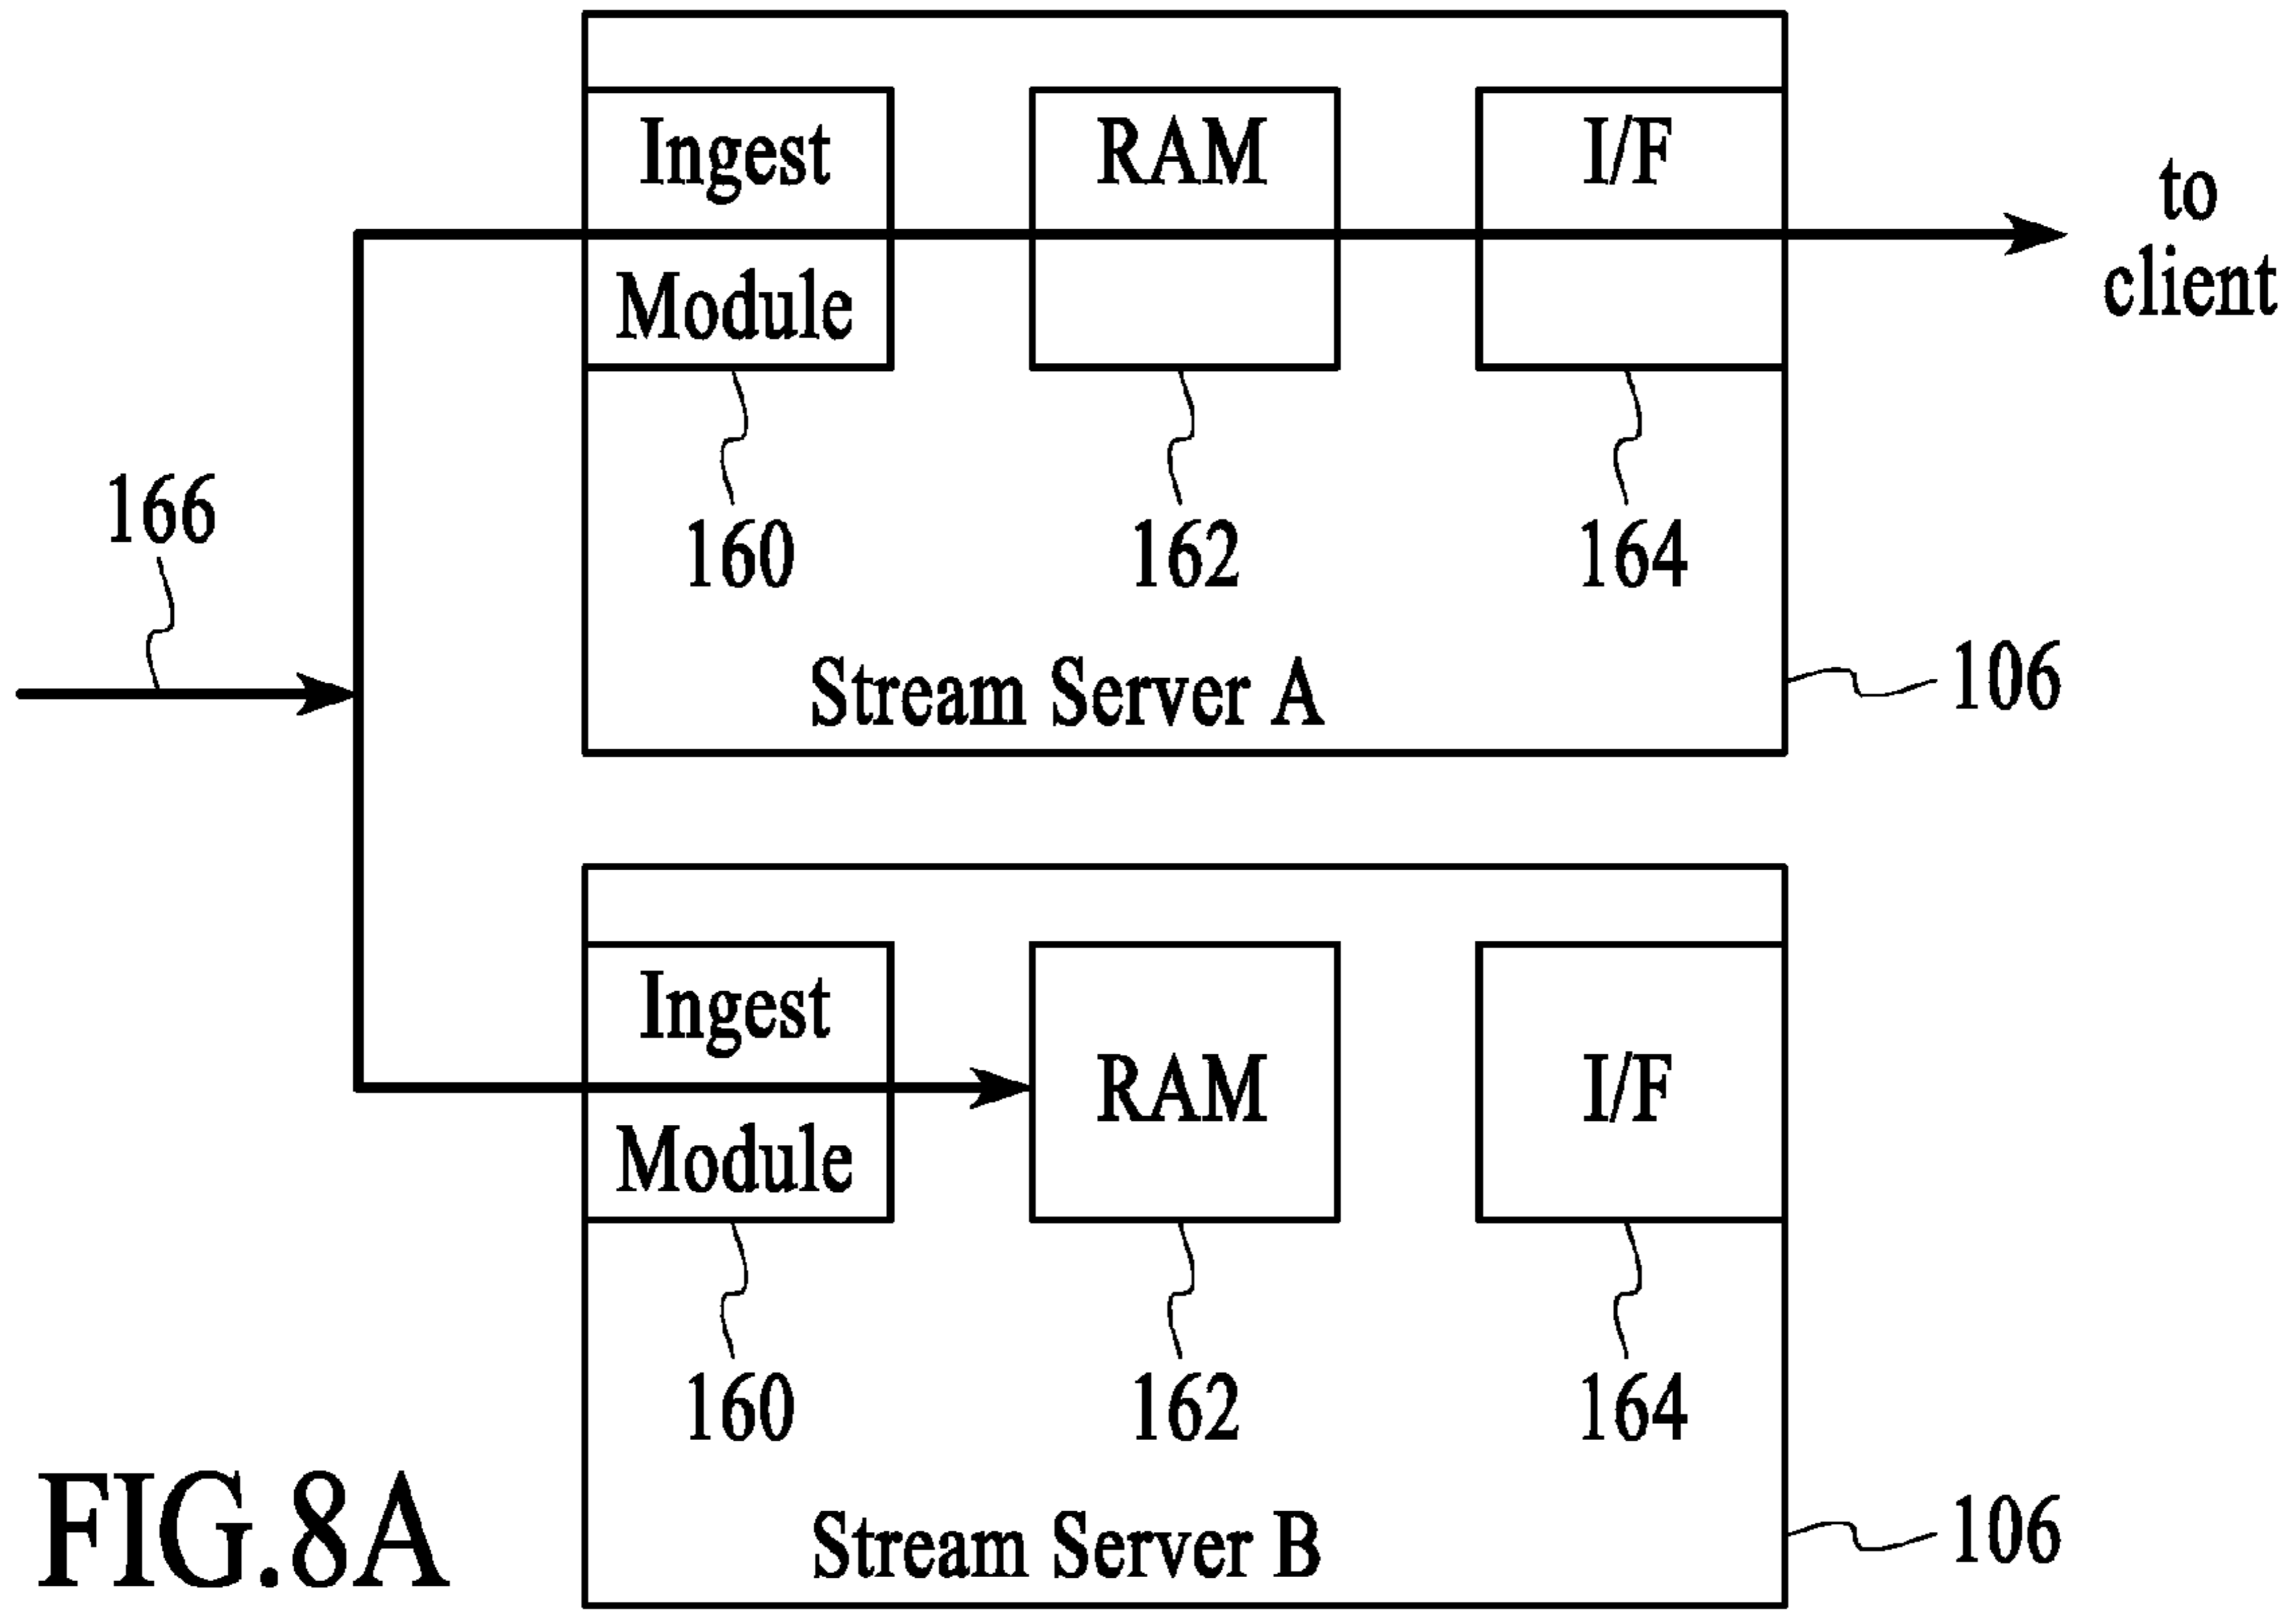 Ingest
Module
RAM
I/F
to
client
166
160
162
164
Stream Server A
106
Ingest
Module
RAM
I/F
160
162
164
Stream Server B
106
FIG.8A